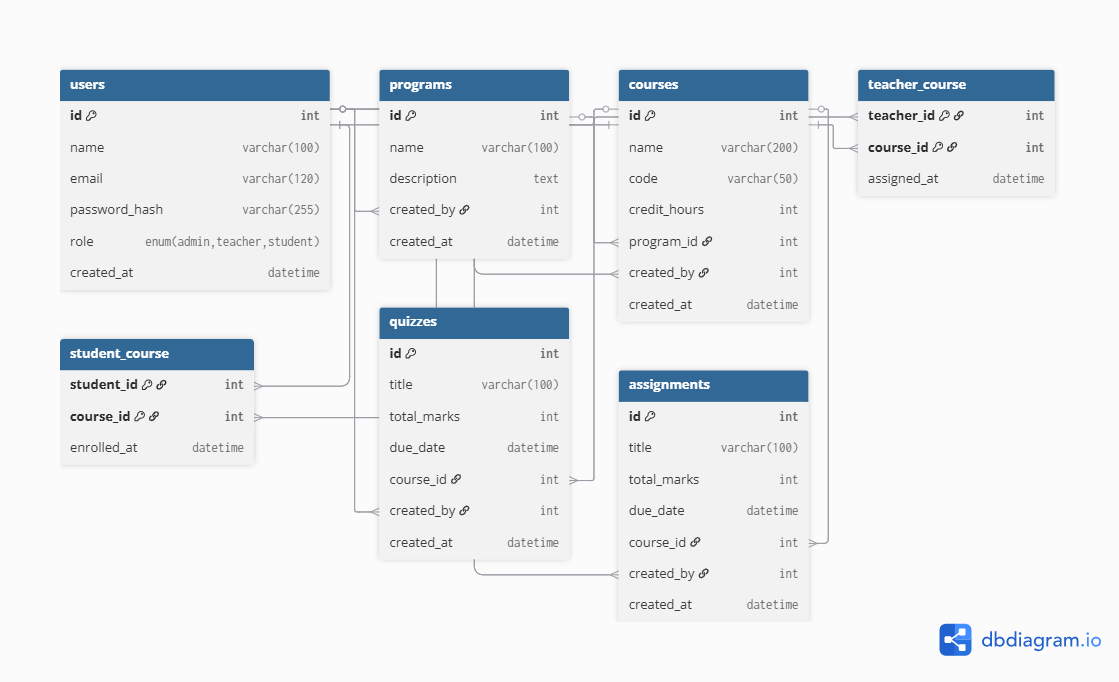 users
id int
name varchar(100)
email varchar(120)
password_hash varchar(255)
role enum(admin,teacher,student)
created_at datetime
programs
id int
name varchar(100)
description text
created_by int
created_at datetime
courses
id int
name varchar(200)
code varchar(50)
credit_hours int
program_id int
created_by int
created_at datetime
teacher_course
teacher_id int
course_id int
assigned_at datetime
student_course
student_id int
course_id int
enrolled_at datetime
quizzes
id int
title varchar(100)
total_marks int
due_date datetime
course_id int
created_by int
created_at datetime
assignments
id int
title varchar(100)
total_marks int
due_date datetime
course_id int
created_by int
created_at datetime
dbdiagram.io